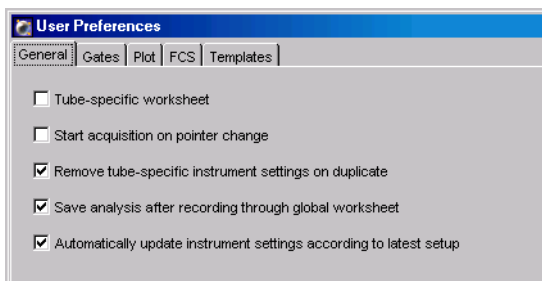 User Preferences
General Gates Plot FCS Templates
Tube-specific worksheet
Start acquisition on pointer change
Remove tube-specific instrument settings on duplicate
Save analysis after recording through global worksheet
Automatically update instrument settings according to latest setup